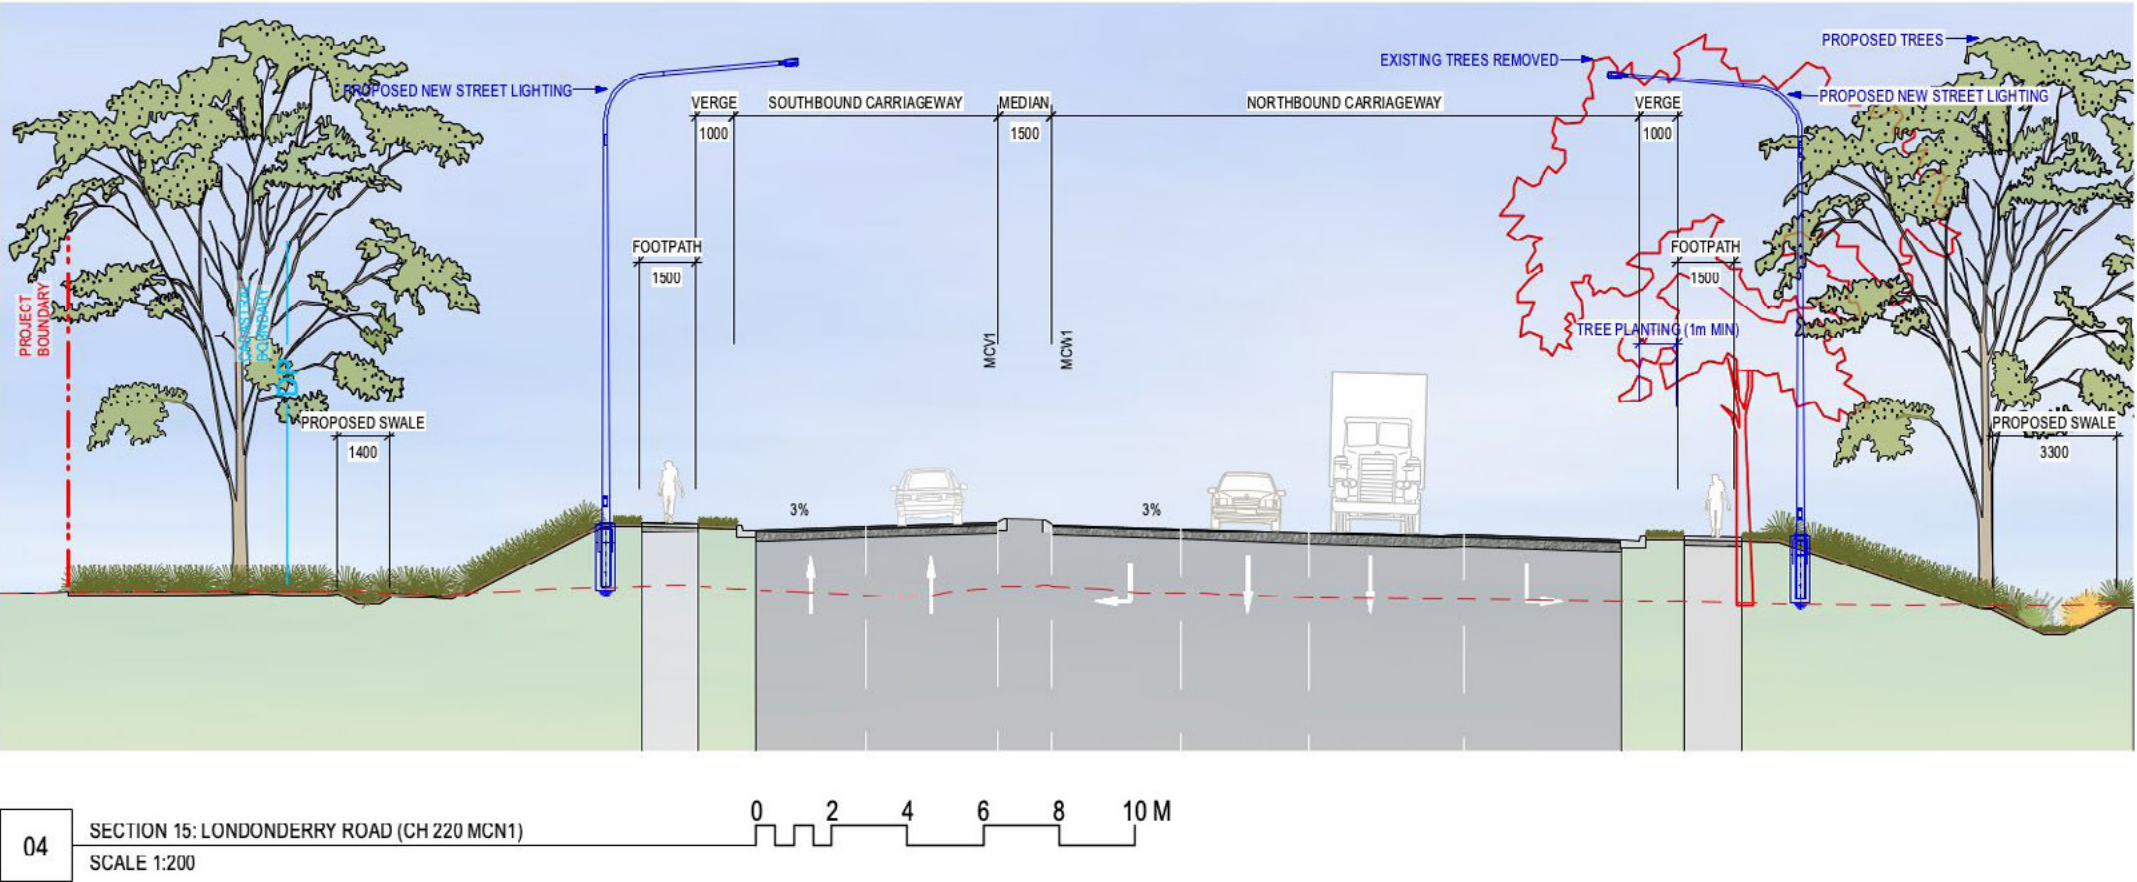 PROPOSED TREES
EXISTING TREES REMOVED
PROPOSED NEW STREET LIGHTING
PROPOSED NEW STREET LIGHTING
VERGE
SOUTHBOUND CARRIAGEWAY
MEDIAN
NORTHBOUND CARRIAGEWAY
VERGE
1000
1500
1000
FOOTPATH
1500
FOOTPATH
1500
PROJECT
BOUNDARY
CADASTRAL
BOUNDARY
DP
TREE PLANTING (1m MIN)
MCV1
MCW1
PROPOSED SWALE
1400
PROPOSED SWALE
3300
3%
3%
04
SECTION 15: LONDONDERRY ROAD (CH 220 MCN1)
SCALE 1:200
0 2 4 6 8 10 M